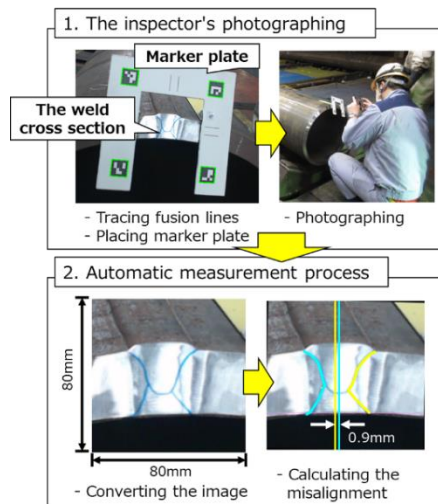 1. The inspector's photographing
Marker plate
The weld
cross section
- Tracing fusion lines
- Placing marker plate
- Photographing
2. Automatic measurement process
80mm
80mm
0.9mm
- Converting the image
- Calculating the
misalignment